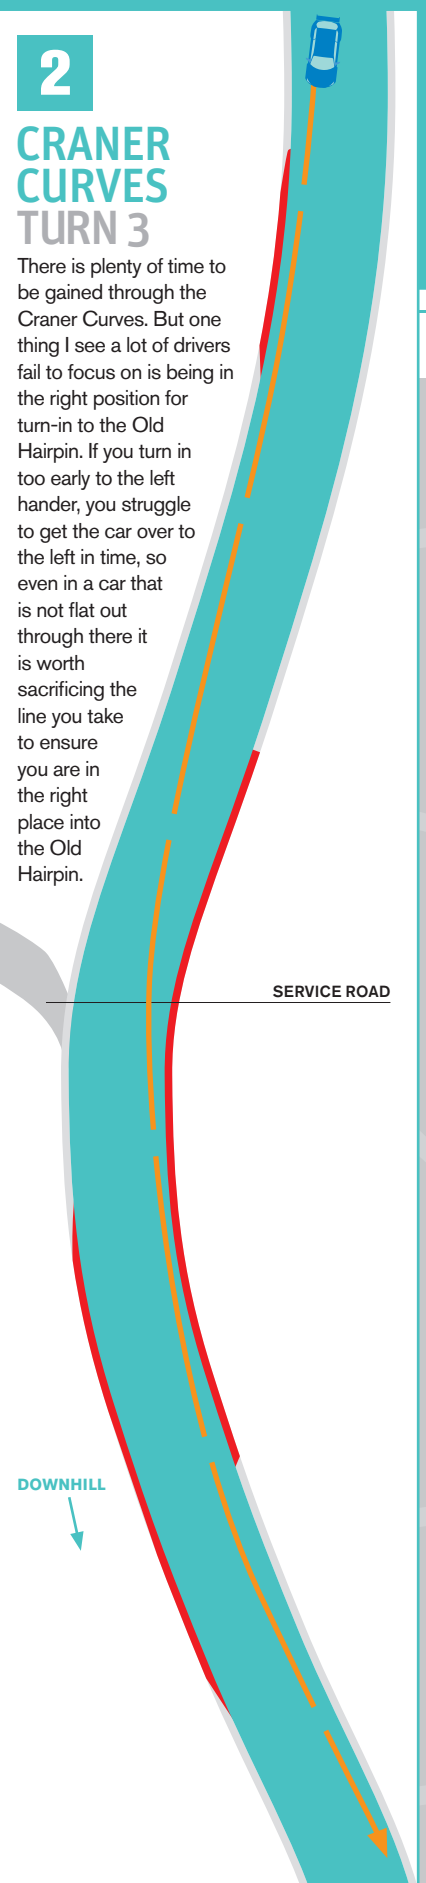 2
CRANER
CURVES
TURN 3
There is plenty of time to
be gained through the
Craner Curves. But one
thing I see a lot of drivers
fail to focus on is being in
the right position for
turn-in to the Old
Hairpin. If you turn in
too early to the left
hander, you struggle
to get the car over to
the left in time, so
even in a car that
is not flat out
through there it
is worth
sacrificing the
line you take
to ensure
you are in
the right
place into
the Old
Hairpin.
SERVICE ROAD
DOWNHILL